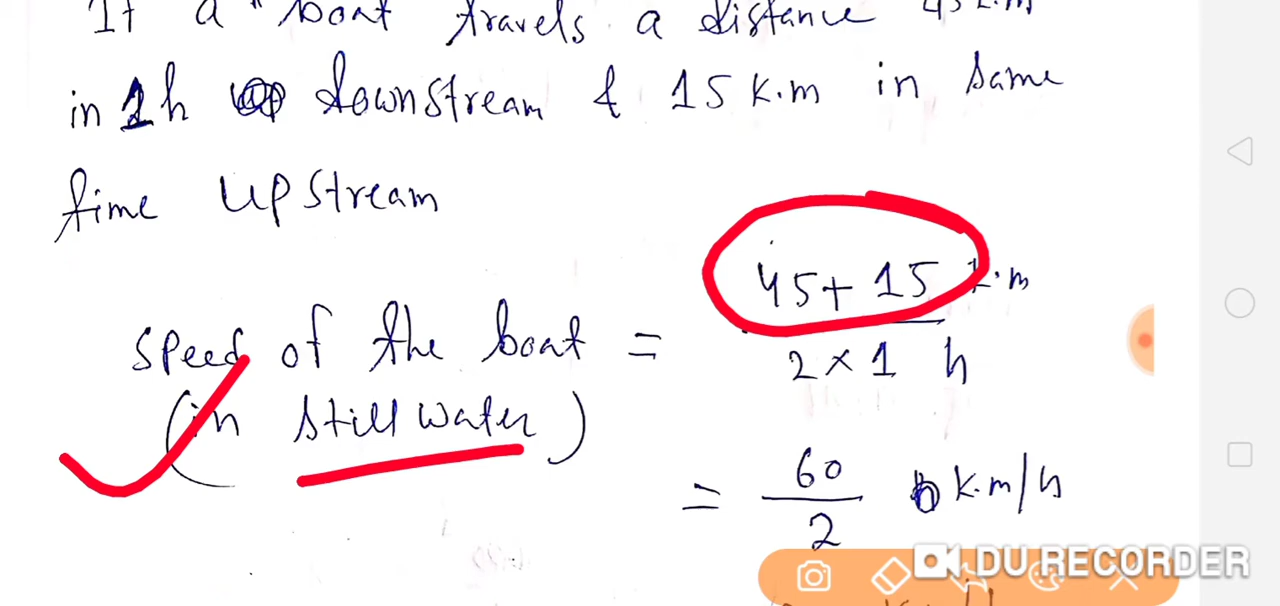 If a boat travels a distance 45 k.m
in 1h downstream & 15 k.m in same
time Upstream
speed of the boat = 45 + 15 k.m
2 × 1 h
(in still water)
= 60 k.m/h
2
DU RECORDER